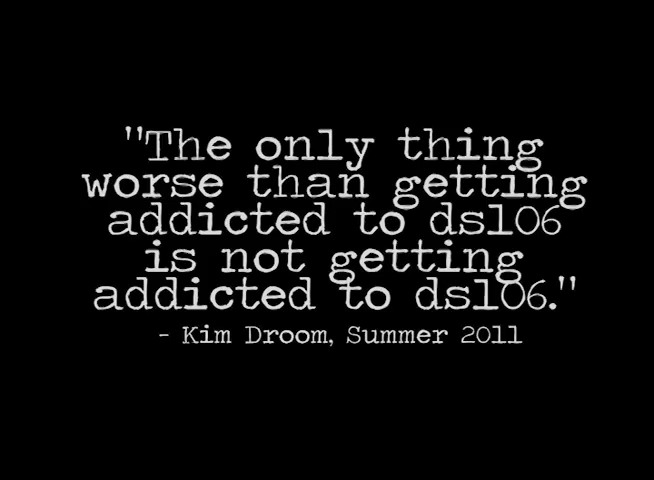 "The only thing
worse than getting
addicted to ds106
is not getting
addicted to ds106."
- Kim Droom, Summer 2011